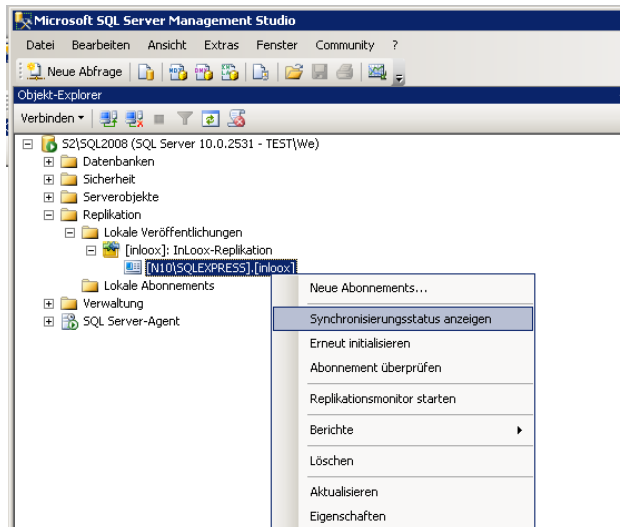 Microsoft SQL Server Management Studio
Datei Bearbeiten Ansicht Extras Fenster Community ?
Neue Abfrage
Objekt-Explorer
Verbinden
S2\SQL2008 (SQL Server 10.0.2531 - TEST\We)
Datenbanken
Sicherheit
Serverobjekte
Replikation
Lokale Veröffentlichungen
[inloox]: InLoox-Replikation
[N10\SQLEXPRESS].[inloox]
Lokale Abonnements
Verwaltung
SQL Server-Agent
Neue Abonnements...
Synchronisierungsstatus anzeigen
Erneut initialisieren
Abonnement überprüfen
Replikationsmonitor starten
Berichte
Löschen
Aktualisieren
Eigenschaften